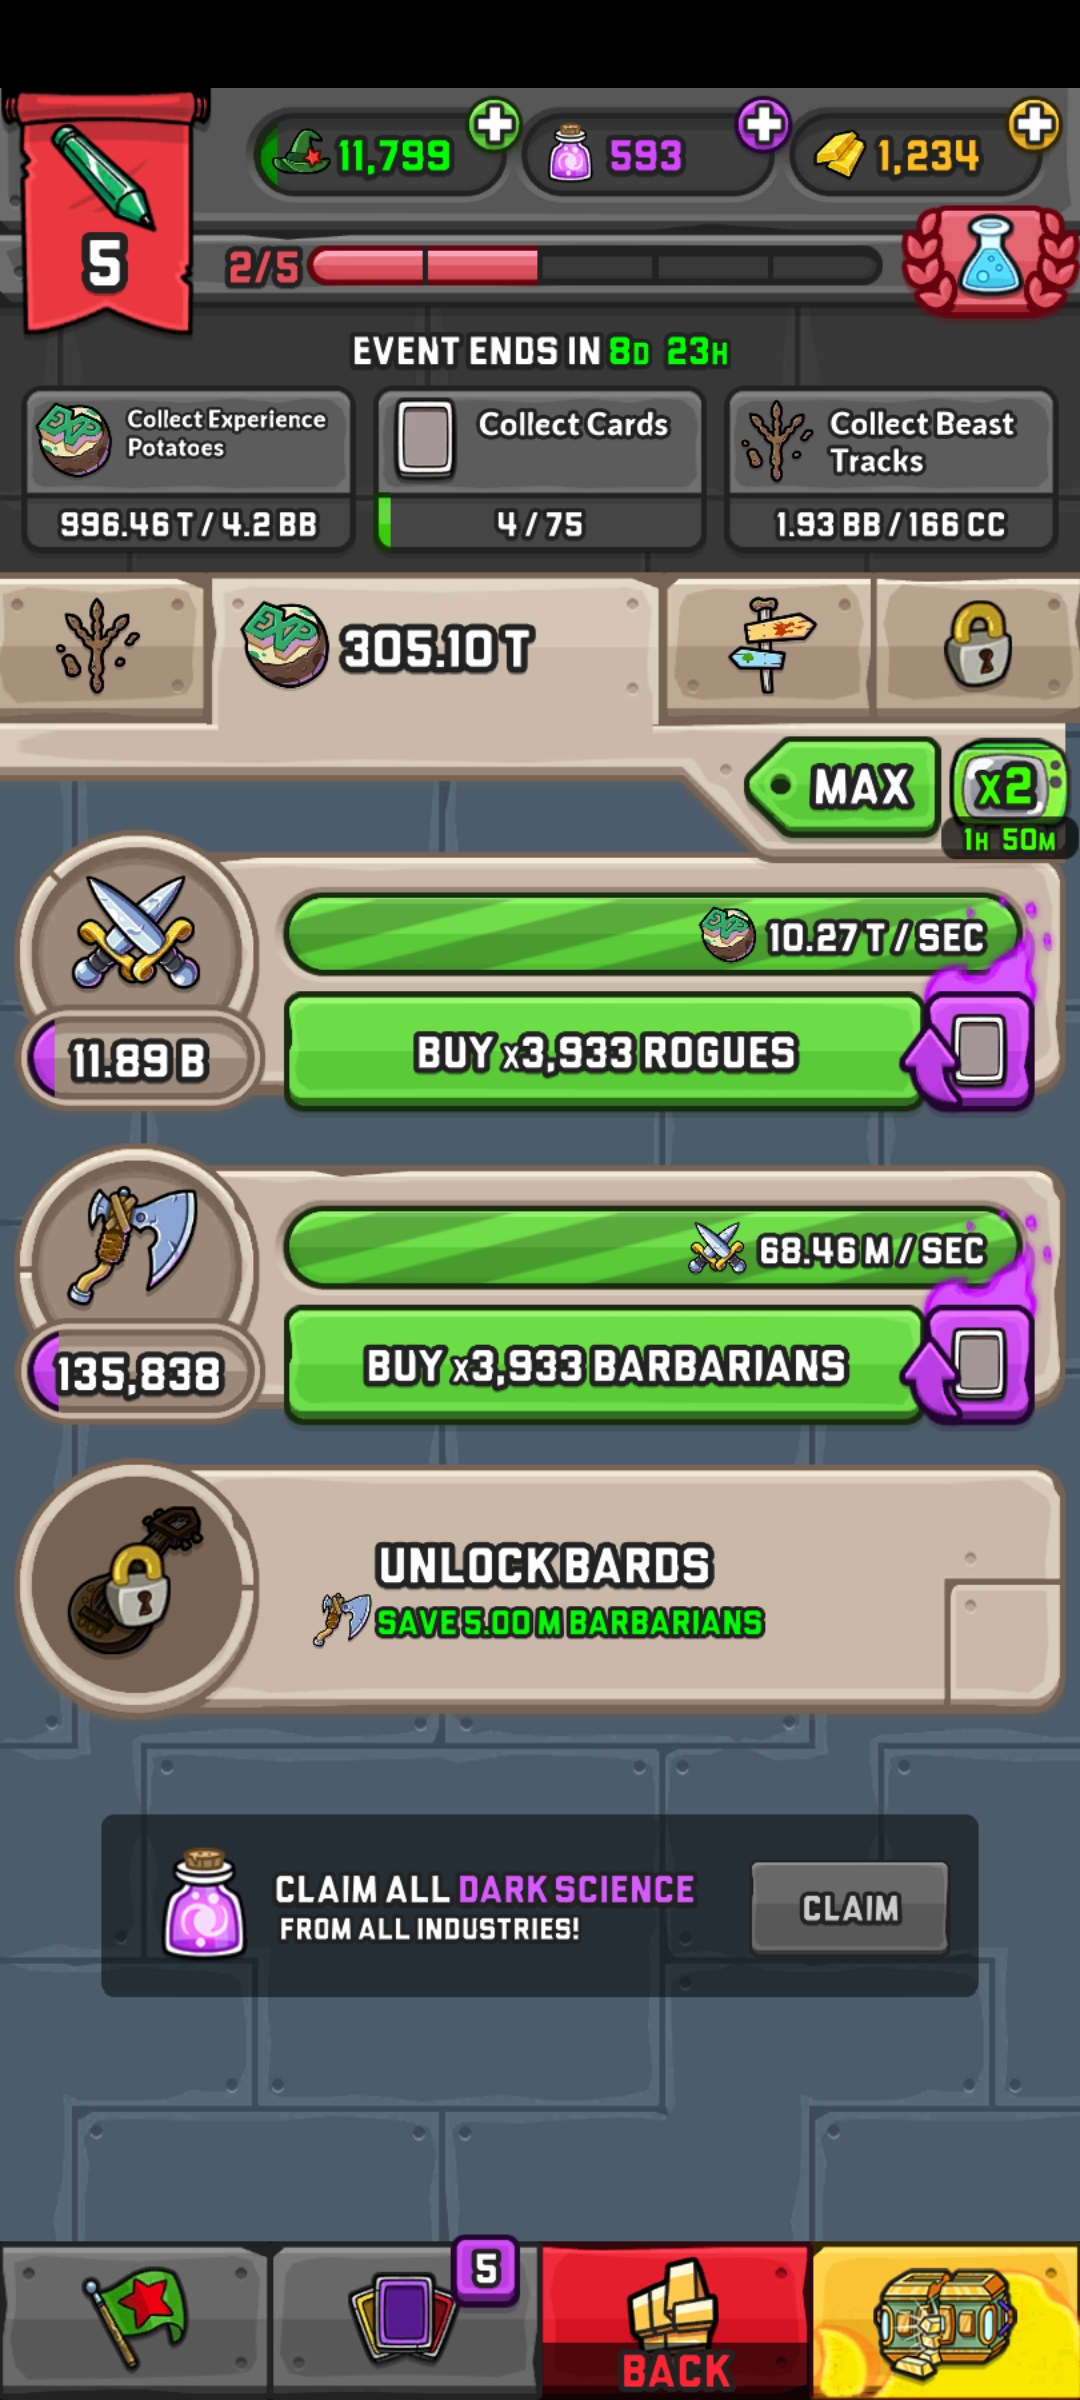 11,799
593
1,234
5
2/5
EVENT ENDS IN 8D 23H
Collect Experience
Potatoes
996.46 T / 4.2 BB
Collect Cards
4 / 75
Collect Beast
Tracks
1.93 BB / 166 CC
EXP
305.10 T
MAX
x2
1H 50M
10.27 T / SEC
11.89 B
BUY x3,933 ROGUES
68.46 M / SEC
135,838
BUY x3,933 BARBARIANS
UNLOCK BARDS
SAVE 5.00 M BARBARIANS
CLAIM ALL DARK SCIENCE
FROM ALL INDUSTRIES!
CLAIM
5
BACK